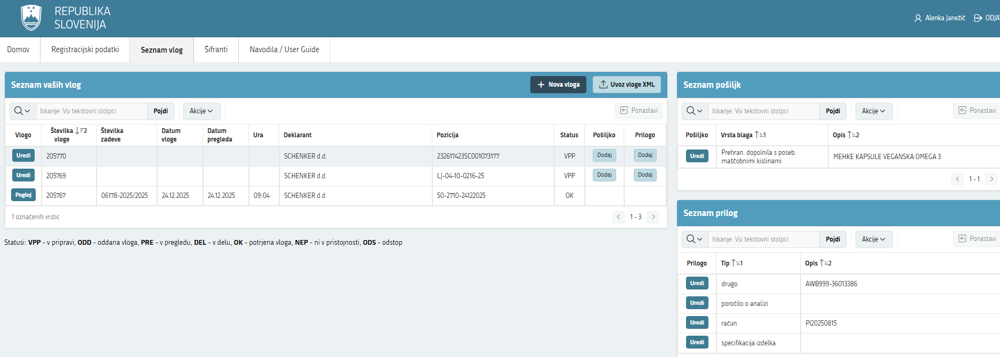 REPUBLIKA
SLOVENIJA
Alenka Janežič
ODJA
Domov
Registracijski podatki
Seznam vlog
Šifranti
Navodila / User Guide
Seznam vaših vlog
+ Nova vloga
Uvoz vloge XML
Iskanje: Vsi tekstovni stolpci
Pojdi
Akcije
Ponastavi
Vlogo Številka vloge 2 Številka zadeve Datum vloge Datum pregleda Ura Deklarant Pozicija Status Pošiljko Prilogo
Uredi 205770 SCHENKER d.d. 232617423SC001073177 VPP Dodaj Dodaj
Uredi 205769 SCHENKER d.d. LJ-04-10-0216-25 VPP Dodaj Dodaj
Poglej 205767 06178-2025/2025 24.12.2025 24.12.2025 09:04 SCHENKER d.d. 50-2710-24122025 OK
1 označenih vrstic
1 - 3
Statusi: VPP - v pripravi, ODD - oddana vloga, PRE - v pregledu, DEL - v delu, OK - potrjena vloga, NEP - ni v pristojnosti, ODS - odstop
Seznam pošiljk
Iskanje: Vsi tekstovni stolpci
Pojdi
Akcije
Ponastavi
Pošiljko Vrsta blaga 1 Opis 2
Uredi Prehran. dopolnila s poseb. maščobnimi kislinami MEHKE KAPSULE VEGANSKA OMEGA 3
1 - 1
Seznam prilog
Iskanje: Vsi tekstovni stolpci
Pojdi
Akcije
Ponastavi
Prilogo Tip 1 Opis 2
Uredi drugo AWB999-36013386
Uredi poročilo o analizi
Uredi račun PI20250815
Uredi specifikacija izdelka